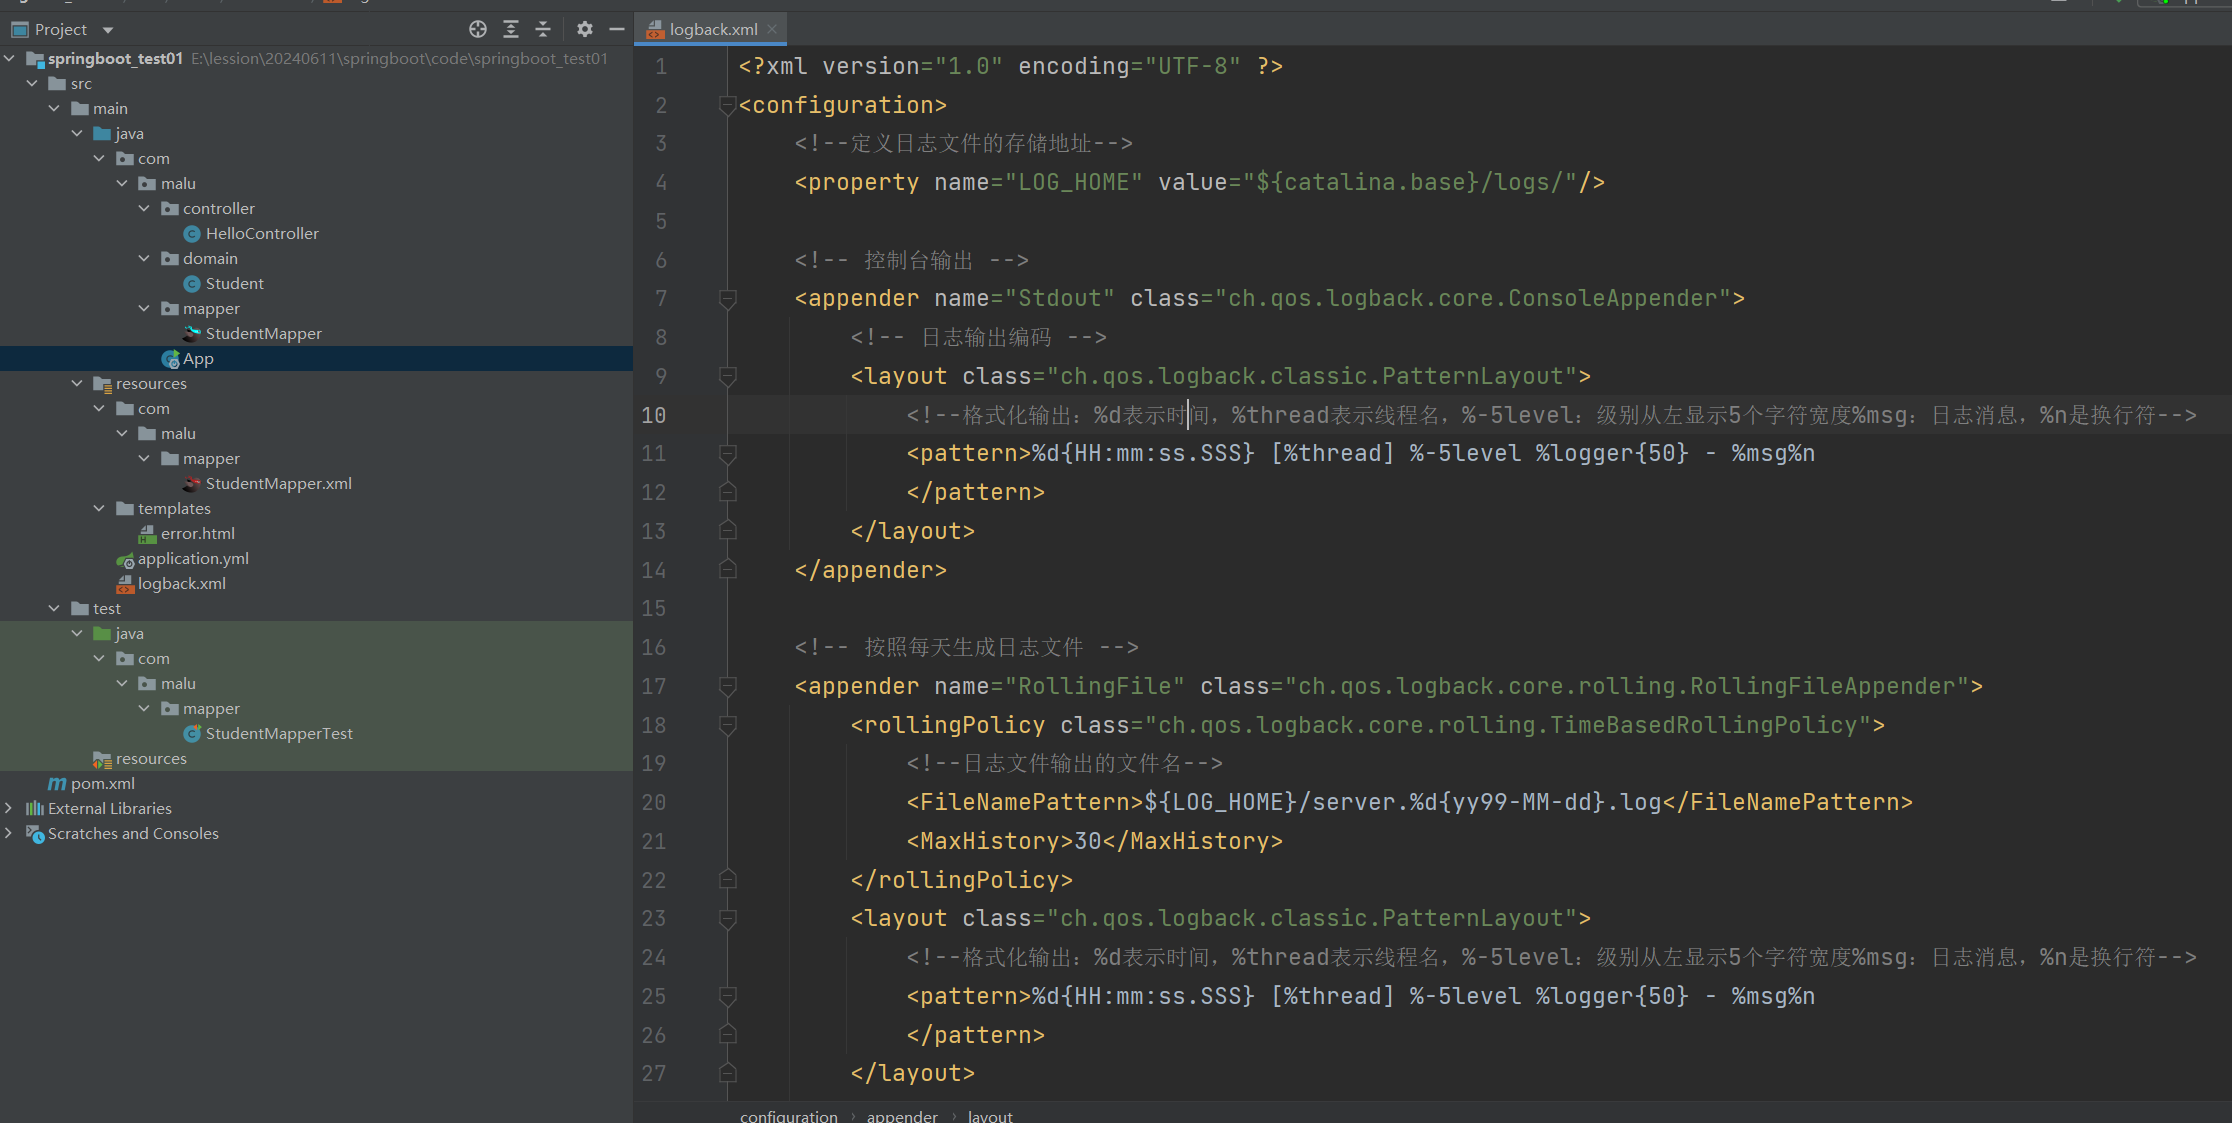 Project
springboot_test01 E:\lession\20240611\springboot\code\springboot_test01
src
main
java
com
malu
controller
HelloController
domain
Student
mapper
StudentMapper
App
resources
com
malu
mapper
StudentMapper.xml
templates
error.html
application.yml
logback.xml
test
java
com
malu
mapper
StudentMapperTest
resources
pom.xml
External Libraries
Scratches and Consoles
logback.xml
1 <?xml version="1.0" encoding="UTF-8" ?>
2 <configuration>
3 <!--定义日志文件的存储地址-->
4 <property name="LOG_HOME" value="${catalina.base}/logs/"/>
5
6 <!-- 控制台输出 -->
7 <appender name="Stdout" class="ch.qos.logback.core.ConsoleAppender">
8 <!-- 日志输出编码 -->
9 <layout class="ch.qos.logback.classic.PatternLayout">
10 <!--格式化输出：%d表示时间，%thread表示线程名，%-5level：级别从左显示5个字符宽度%msg：日志消息，%n是换行符-->
11 <pattern>%d{HH:mm:ss.SSS} [%thread] %-5level %logger{50} - %msg%n
12 </pattern>
13 </layout>
14 </appender>
15
16 <!-- 按照每天生成日志文件 -->
17 <appender name="RollingFile" class="ch.qos.logback.core.rolling.RollingFileAppender">
18 <rollingPolicy class="ch.qos.logback.core.rolling.TimeBasedRollingPolicy">
19 <!--日志文件输出的文件名-->
20 <FileNamePattern>${LOG_HOME}/server.%d{yy99-MM-dd}.log</FileNamePattern>
21 <MaxHistory>30</MaxHistory>
22 </rollingPolicy>
23 <layout class="ch.qos.logback.classic.PatternLayout">
24 <!--格式化输出：%d表示时间，%thread表示线程名，%-5level：级别从左显示5个字符宽度%msg：日志消息，%n是换行符-->
25 <pattern>%d{HH:mm:ss.SSS} [%thread] %-5level %logger{50} - %msg%n
26 </pattern>
27 </layout>
configuration › appender › layout